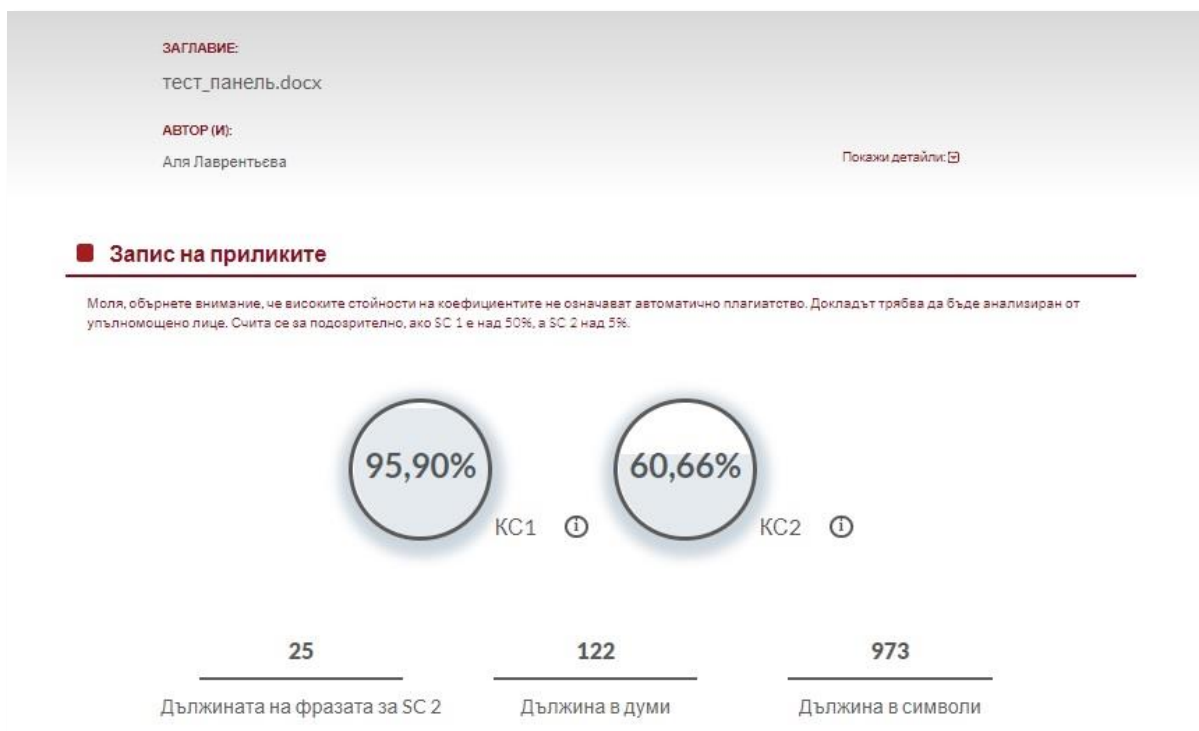 ЗАГЛАВИЕ:
тест_панель.docx
АВТОР (И):
Аля Лаврентьєва
Покажи детайли:
Запис на приликите
Моля, обърнете внимание, че високите стойности на коефициентите не означават автоматично плагиатство. Докладът трябва да бъде анализиран от
упълномощено лице. Счита се за подозрително, ако SC 1 е над 50%, а SC 2 над 5%.
95,90%
КС1
60,66%
КС2
25
Дължината на фразата за SC 2
122
Дължина в думи
973
Дължина в символи